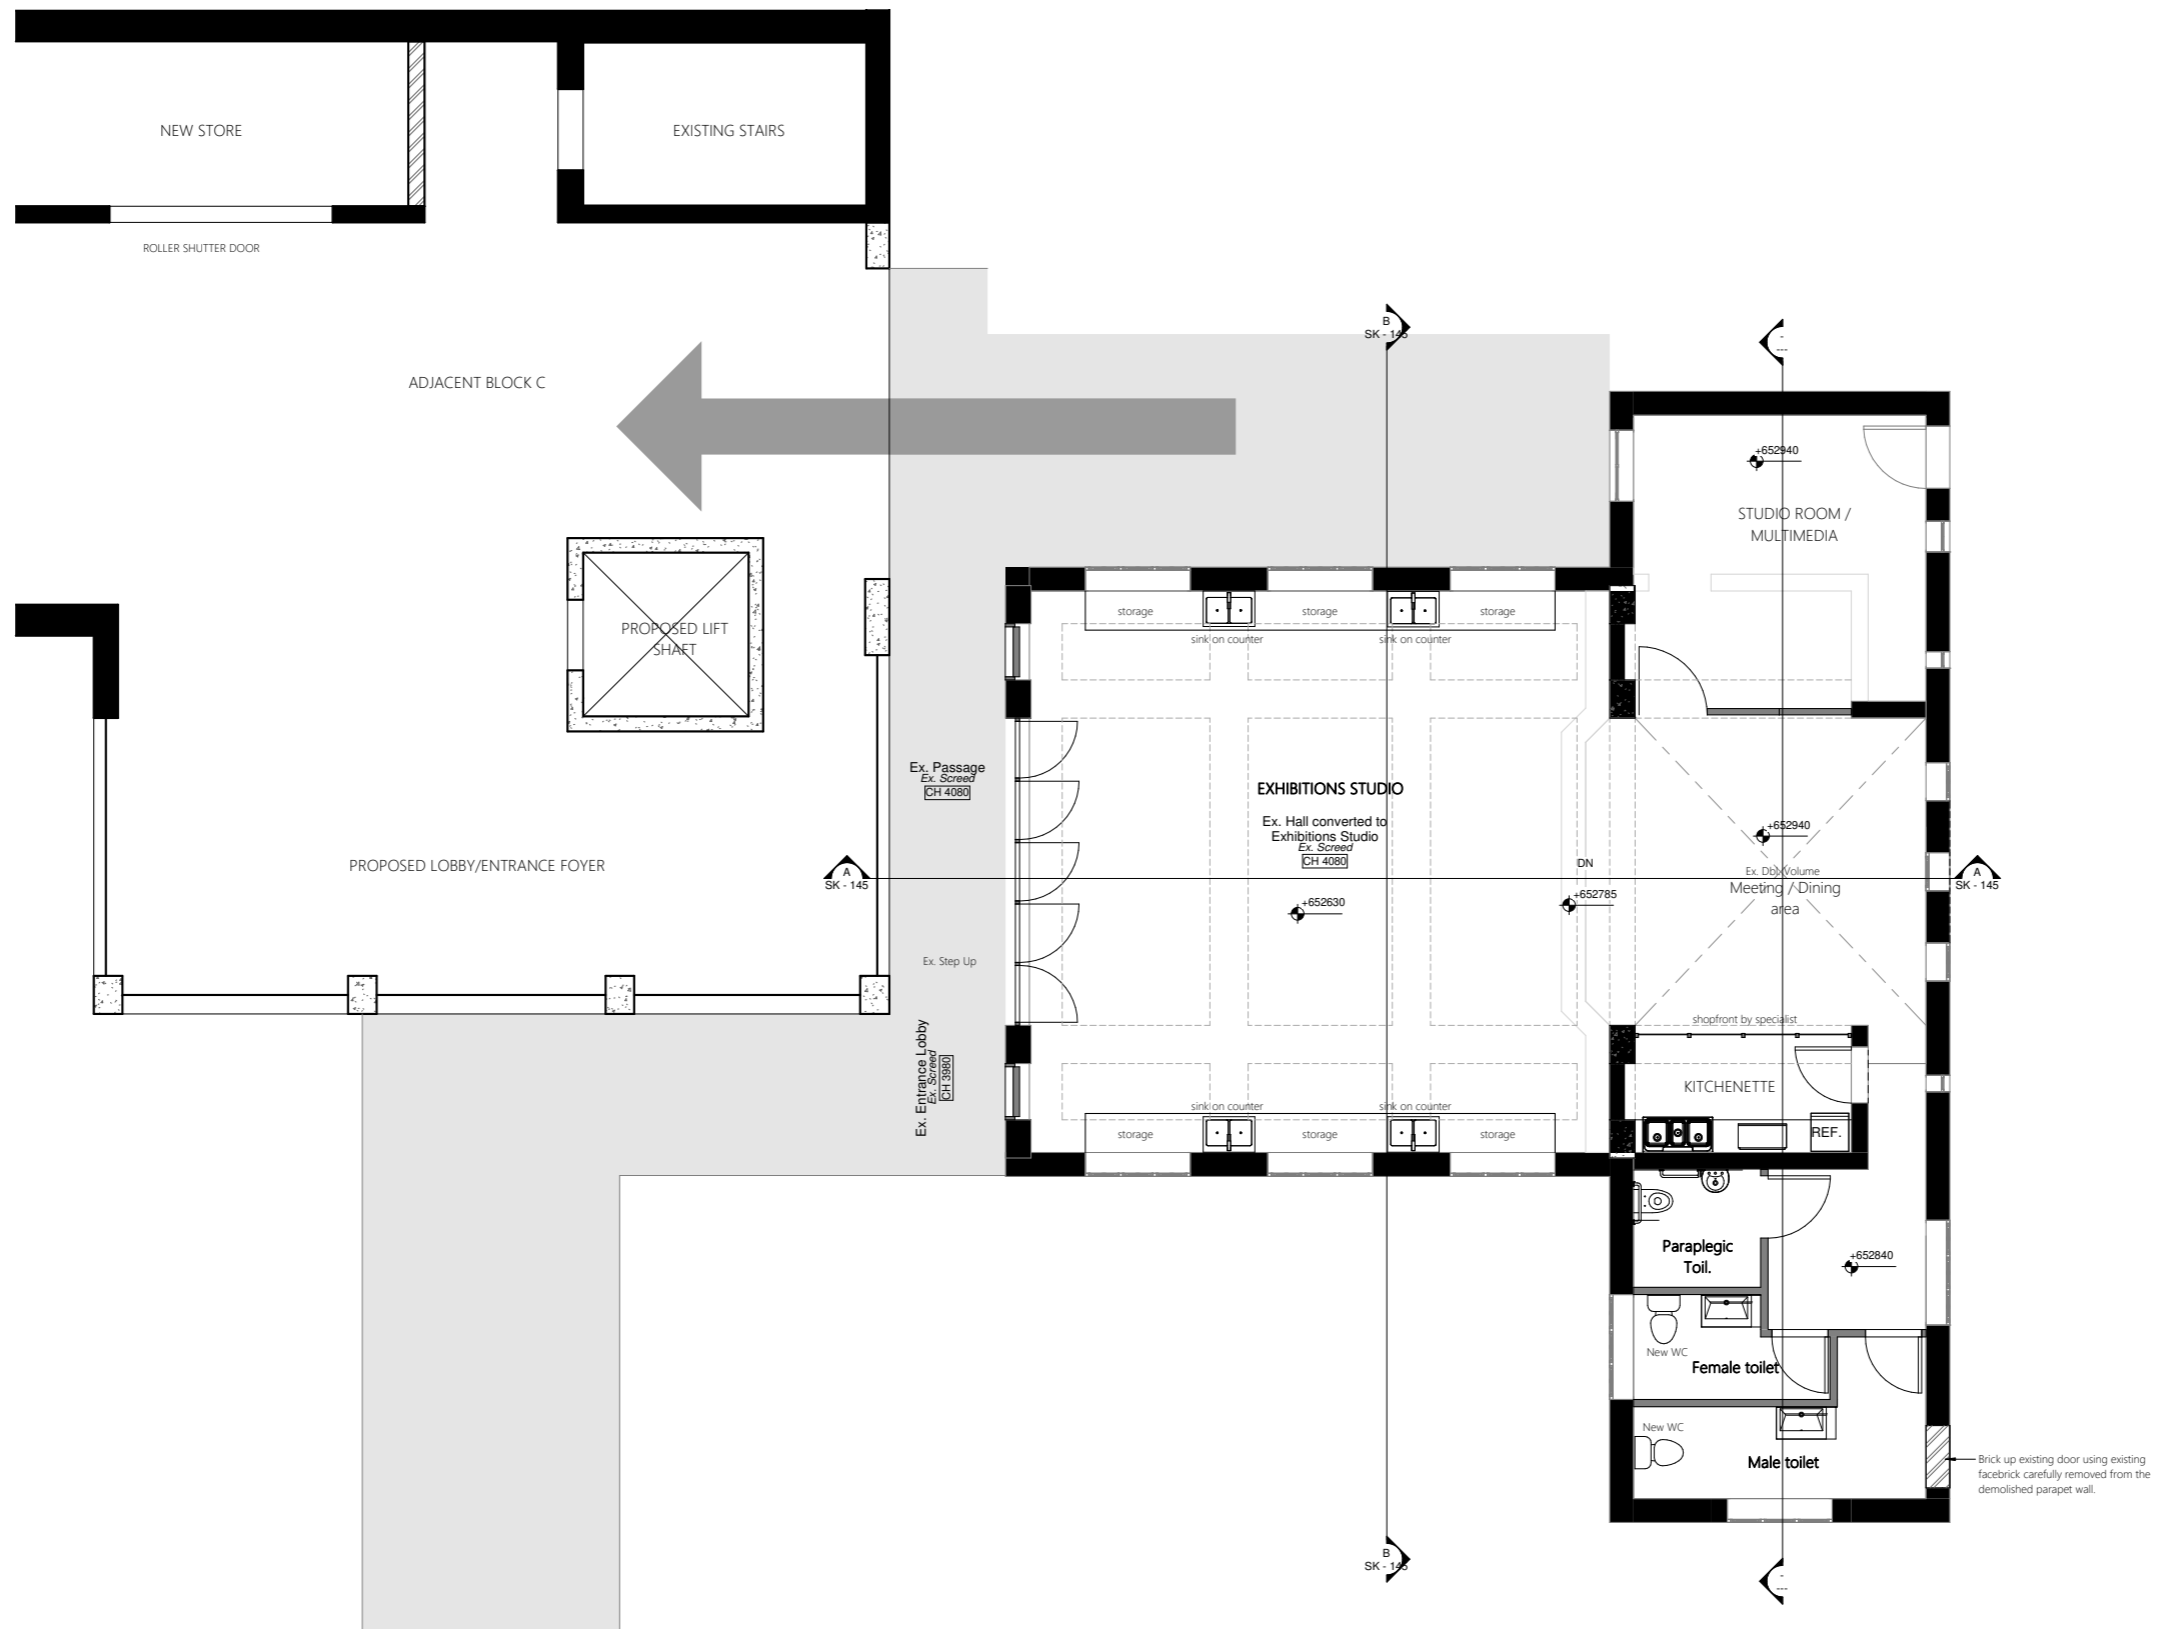 NEW STORE
EXISTING STAIRS
ROLLER SHUTTER DOOR
ADJACENT BLOCK C
B
SK - 145
-
---
+652940
STUDIO ROOM /
MULTIMEDIA
PROPOSED LIFT
SHAFT
storage
storage
storage
sink on counter
sink on counter
Ex. Passage
Ex. Screed
CH 4080
EXHIBITIONS STUDIO
Ex. Hall converted to
Exhibitions Studio
Ex. Screed
CH 4080
+652630
DN
+652785
+652940
Ex. Dbl Volume
Meeting / Dining
area
PROPOSED LOBBY/ENTRANCE FOYER
A
SK - 145
A
SK - 145
Ex. Step Up
Ex. Entrance Lobby
Ex. Screed
CH 3980
shopfront by specialist
KITCHENETTE
REF.
sink on counter
sink on counter
storage
storage
storage
Paraplegic
Toil.
+652840
New WC
Female toilet
New WC
Male toilet
Brick up existing door using existing
facebrick carefully removed from the
demolished parapet wall.
B
SK - 145
-
---